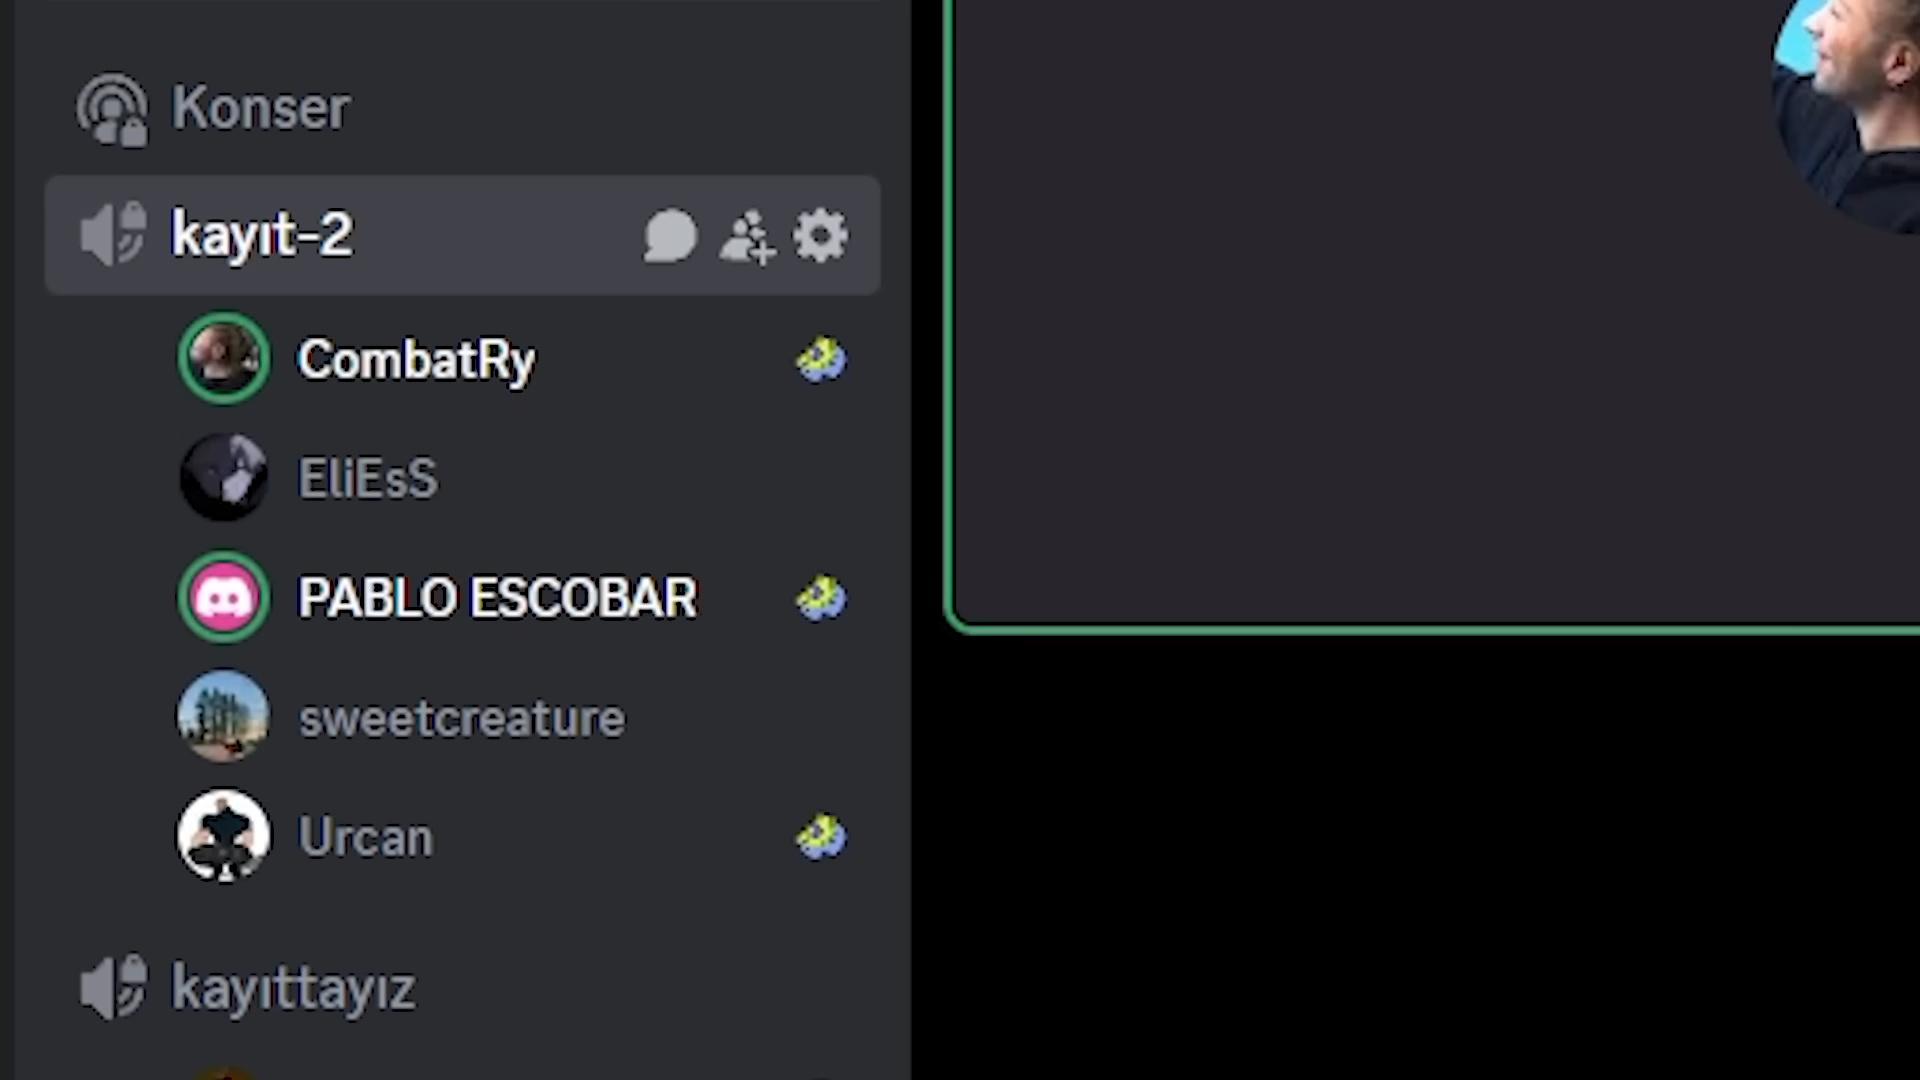 Konser
kayıt-2
CombatRy
EliEsS
PABLO ESCOBAR
sweetcreature
Urcan
kayıttayız